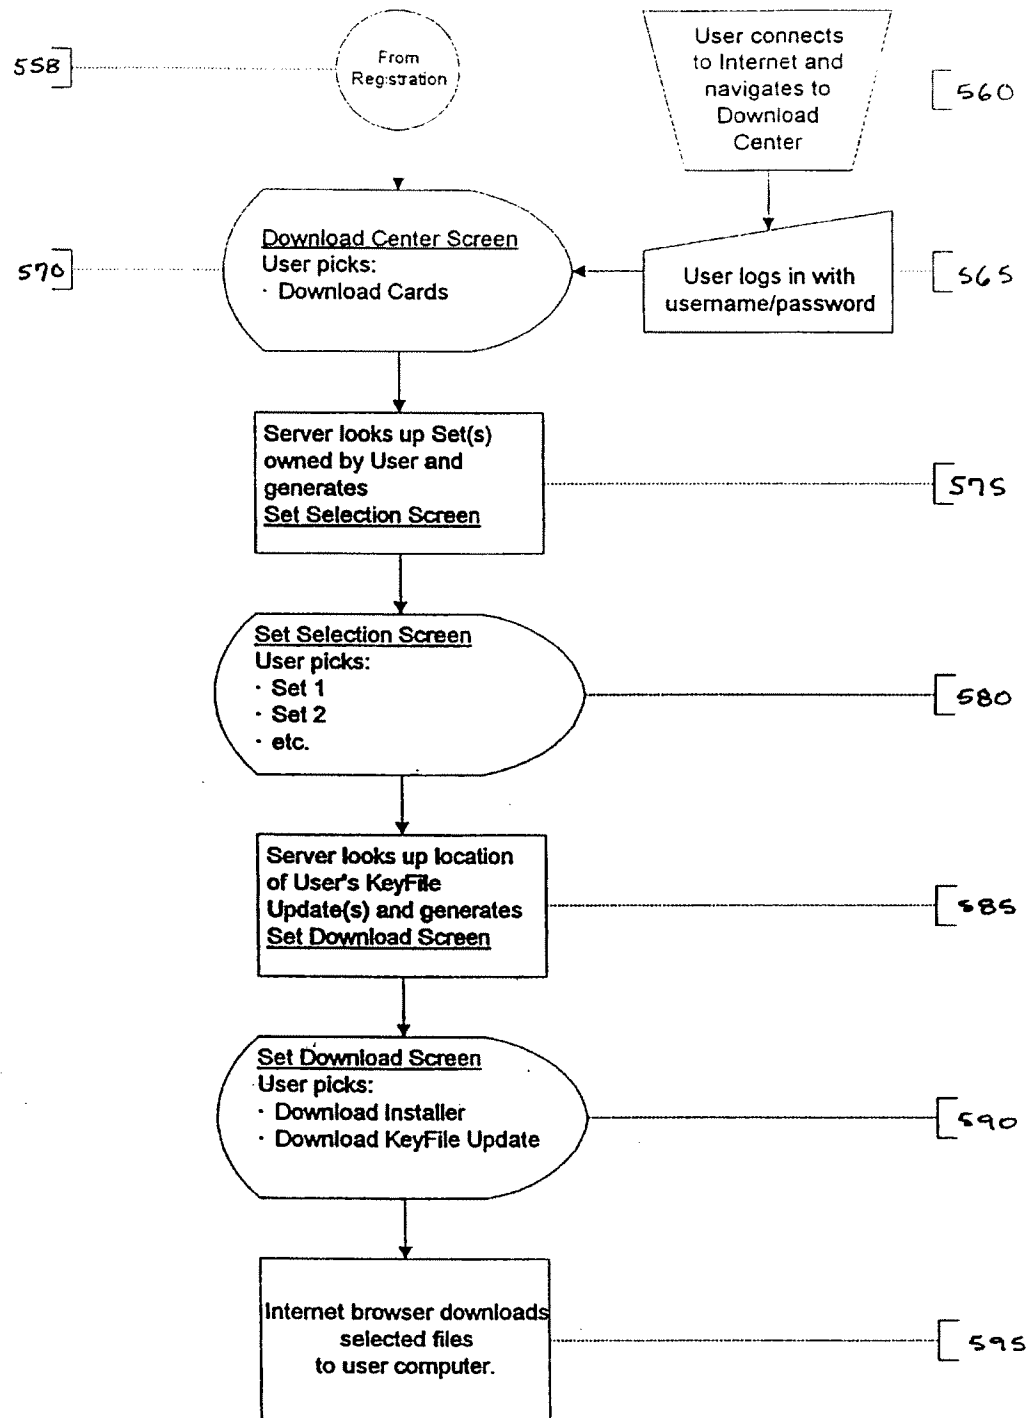 558
From
Registration
User connects
to Internet and
navigates to
Download
Center
560
570
Download Center Screen
User picks:
· Download Cards
User logs in with
username/password
565
Server looks up Set(s)
owned by User and
generates
Set Selection Screen
575
Set Selection Screen
User picks:
· Set 1
· Set 2
· etc.
580
Server looks up location
of User's KeyFile
Update(s) and generates
Set Download Screen
585
Set Download Screen
User picks:
· Download Installer
· Download KeyFile Update
590
Internet browser downloads
selected files
to user computer.
595